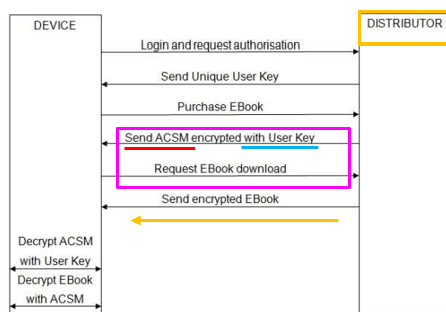 DEVICE
DISTRIBUTOR
Login and request authorisation
Send Unique User Key
Purchase EBook
Send ACSM encrypted with User Key
Request EBook download
Send encrypted EBook
Decrypt ACSM
with User Key
Decrypt EBook
with ACSM